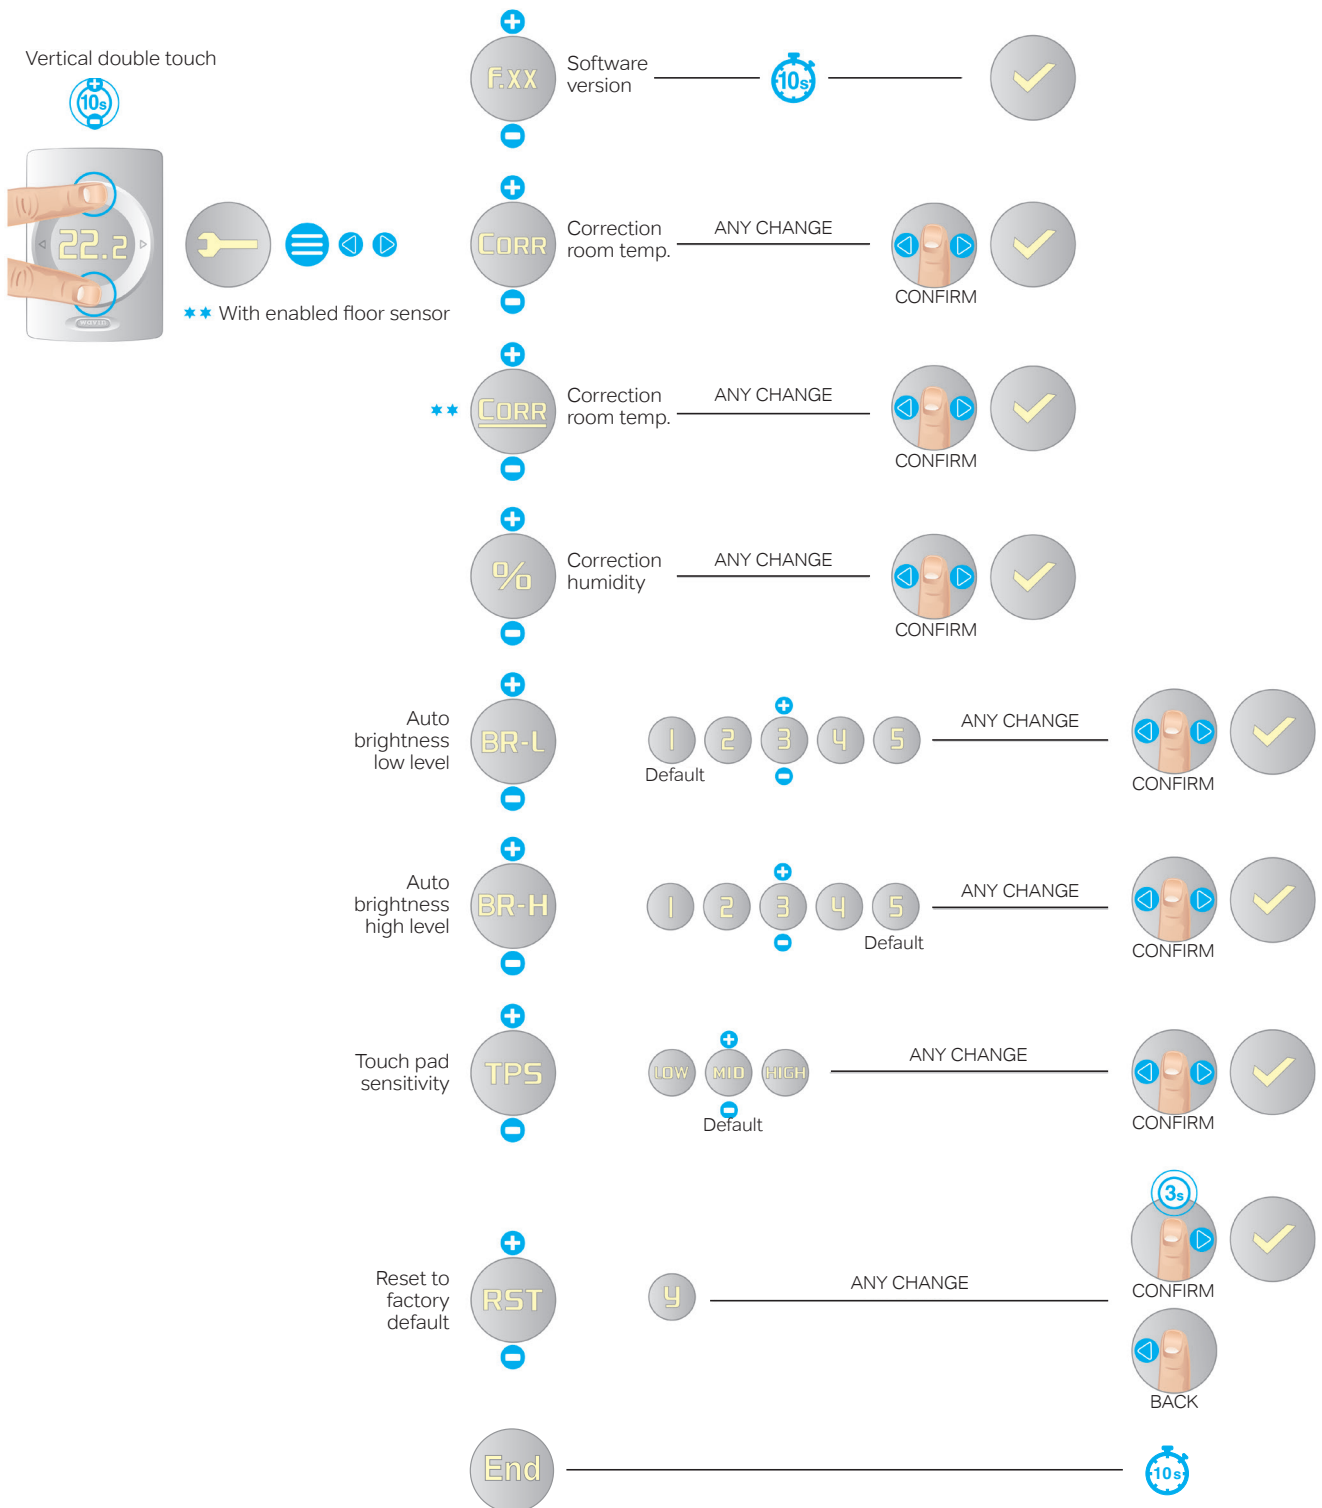 Vertical double touch
10s
22.2
wavin
** With enabled floor sensor
F.XX
Software
version
10s
CORR
Correction
room temp.
ANY CHANGE
CONFIRM
**
CORR
Correction
room temp.
ANY CHANGE
CONFIRM
%
Correction
humidity
ANY CHANGE
CONFIRM
Auto
brightness
low level
BR-L
1 2 3 4 5
Default
ANY CHANGE
CONFIRM
Auto
brightness
high level
BR-H
1 2 3 4 5
Default
ANY CHANGE
CONFIRM
Touch pad
sensitivity
TPS
LOW MID HIGH
Default
ANY CHANGE
CONFIRM
Reset to
factory
default
RST
y
ANY CHANGE
3s
CONFIRM
BACK
End
10s